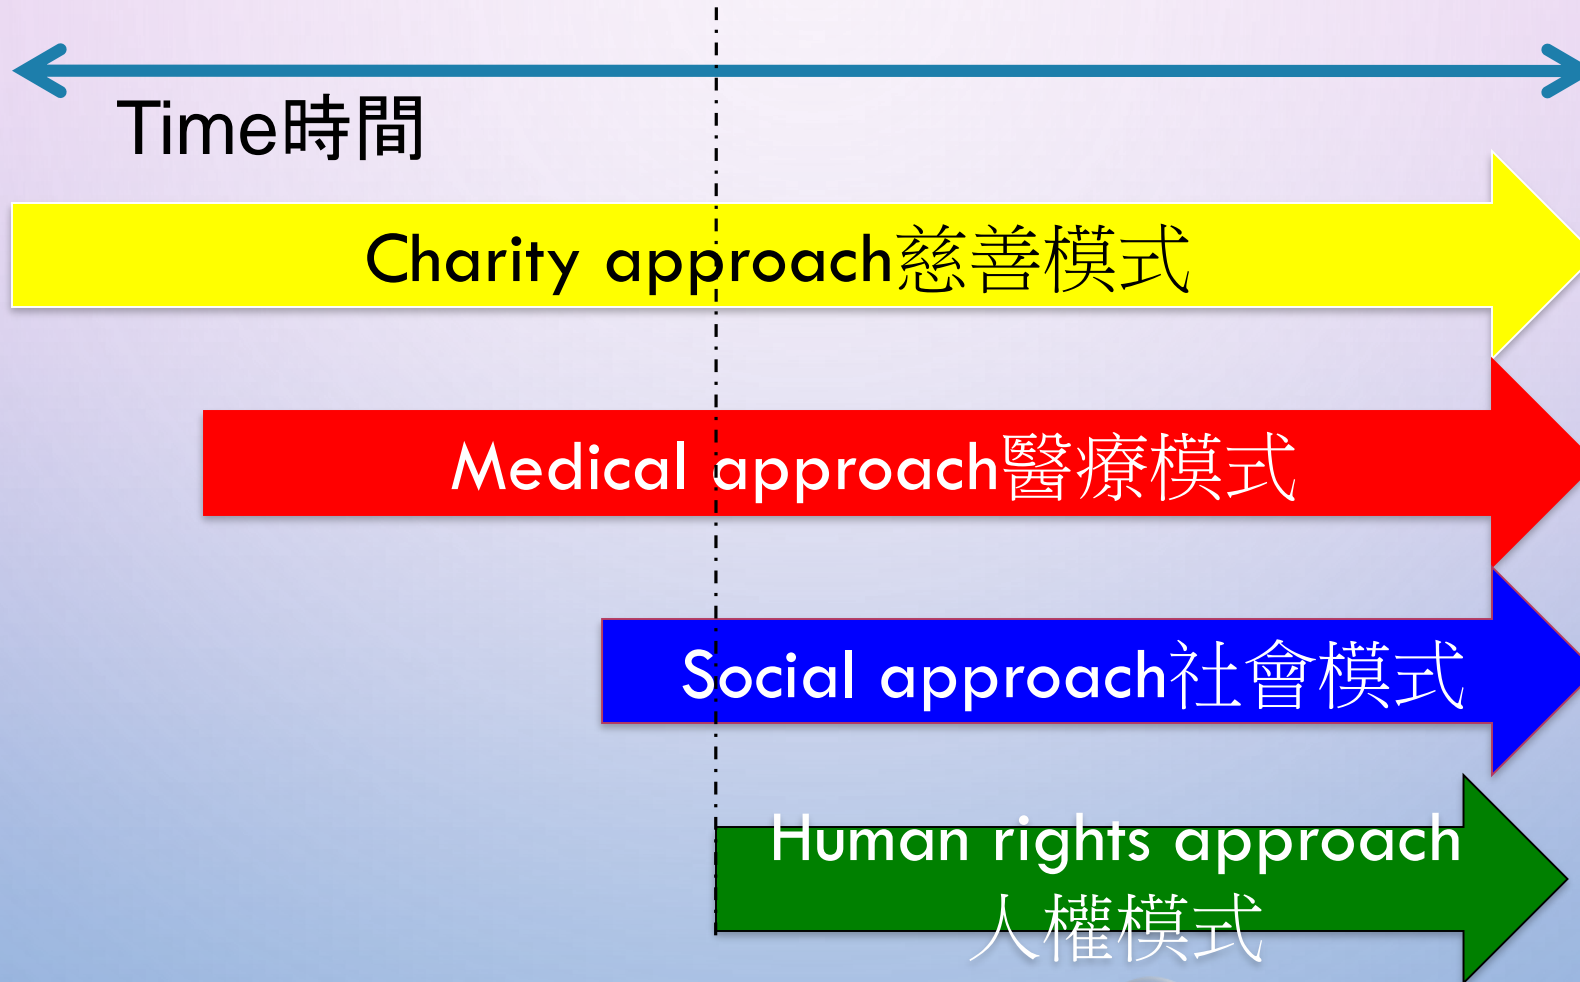 Time時間
Charity approach慈善模式
Medical approach醫療模式
Social approach社會模式
Human rights approach
人權模式